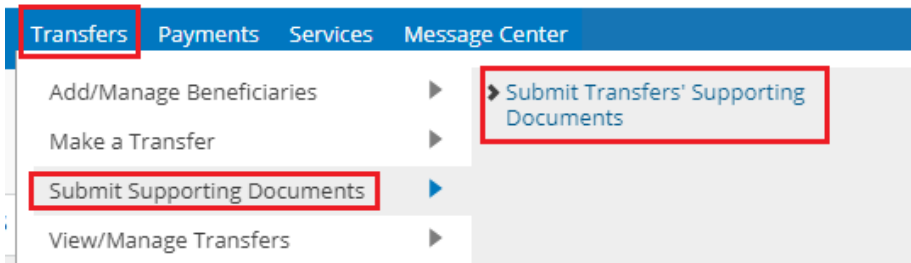 Transfers Payments Services Message Center
Add/Manage Beneficiaries
Make a Transfer
Submit Supporting Documents
View/Manage Transfers
Submit Transfers' Supporting
Documents